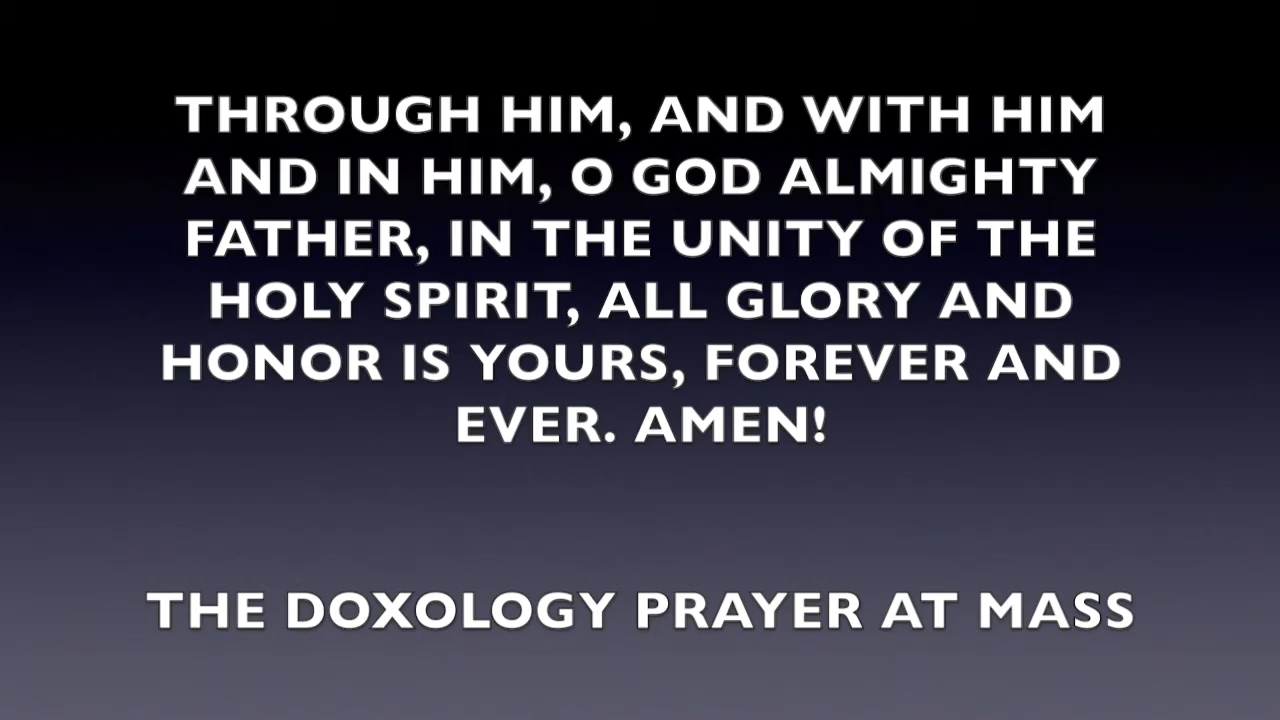 THROUGH HIM, AND WITH HIM
AND IN HIM, O GOD ALMIGHTY
FATHER, IN THE UNITY OF THE
HOLY SPIRIT, ALL GLORY AND
HONOR IS YOURS, FOREVER AND
EVER. AMEN!
THE DOXOLOGY PRAYER AT MASS